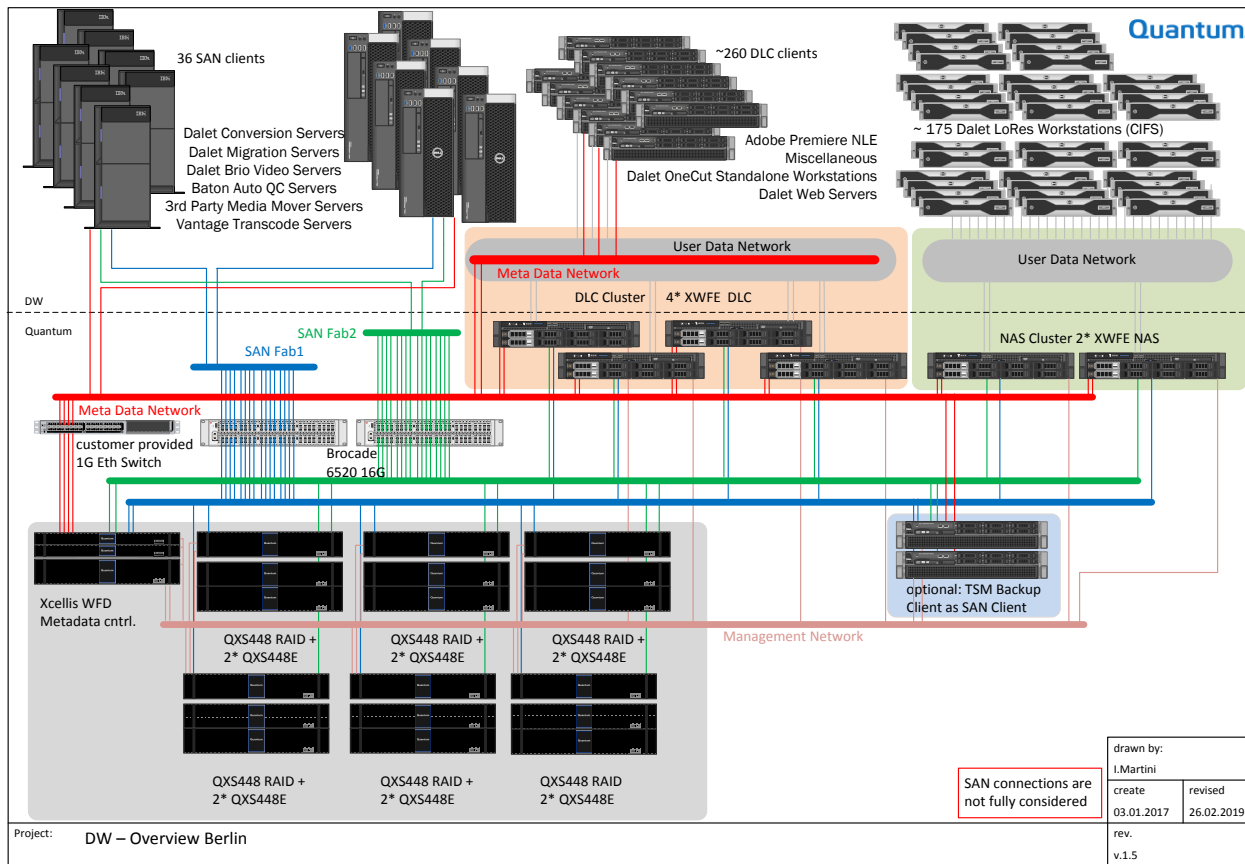 Quantum
36 SAN clients
~260 DLC clients
Dalet Conversion Servers
Dalet Migration Servers
Dalet Brio Video Servers
Baton Auto QC Servers
3rd Party Media Mover Servers
Vantage Transcode Servers
Adobe Premiere NLE
Miscellaneous
Dalet OneCut Standalone Workstations
Dalet Web Servers
~ 175 Dalet LoRes Workstations (CIFS)
User Data Network
Meta Data Network
User Data Network
DW
Quantum
DLC Cluster 4* XWFE DLC
SAN Fab2
SAN Fab1
NAS Cluster 2* XWFE NAS
Meta Data Network
customer provided
1G Eth Switch
Brocade
6520 16G
Xcellis WFD
Metadata cntrl.
optional: TSM Backup
Client as SAN Client
Management Network
QXS448 RAID +
2* QXS448E
QXS448 RAID +
2* QXS448E
QXS448 RAID +
2* QXS448E
QXS448 RAID +
2* QXS448E
QXS448 RAID +
2* QXS448E
QXS448 RAID
2* QXS448E
SAN connections are
not fully considered
drawn by:
I.Martini
create
03.01.2017
revised
26.02.2019
rev.
v.1.5
Project:
DW – Overview Berlin